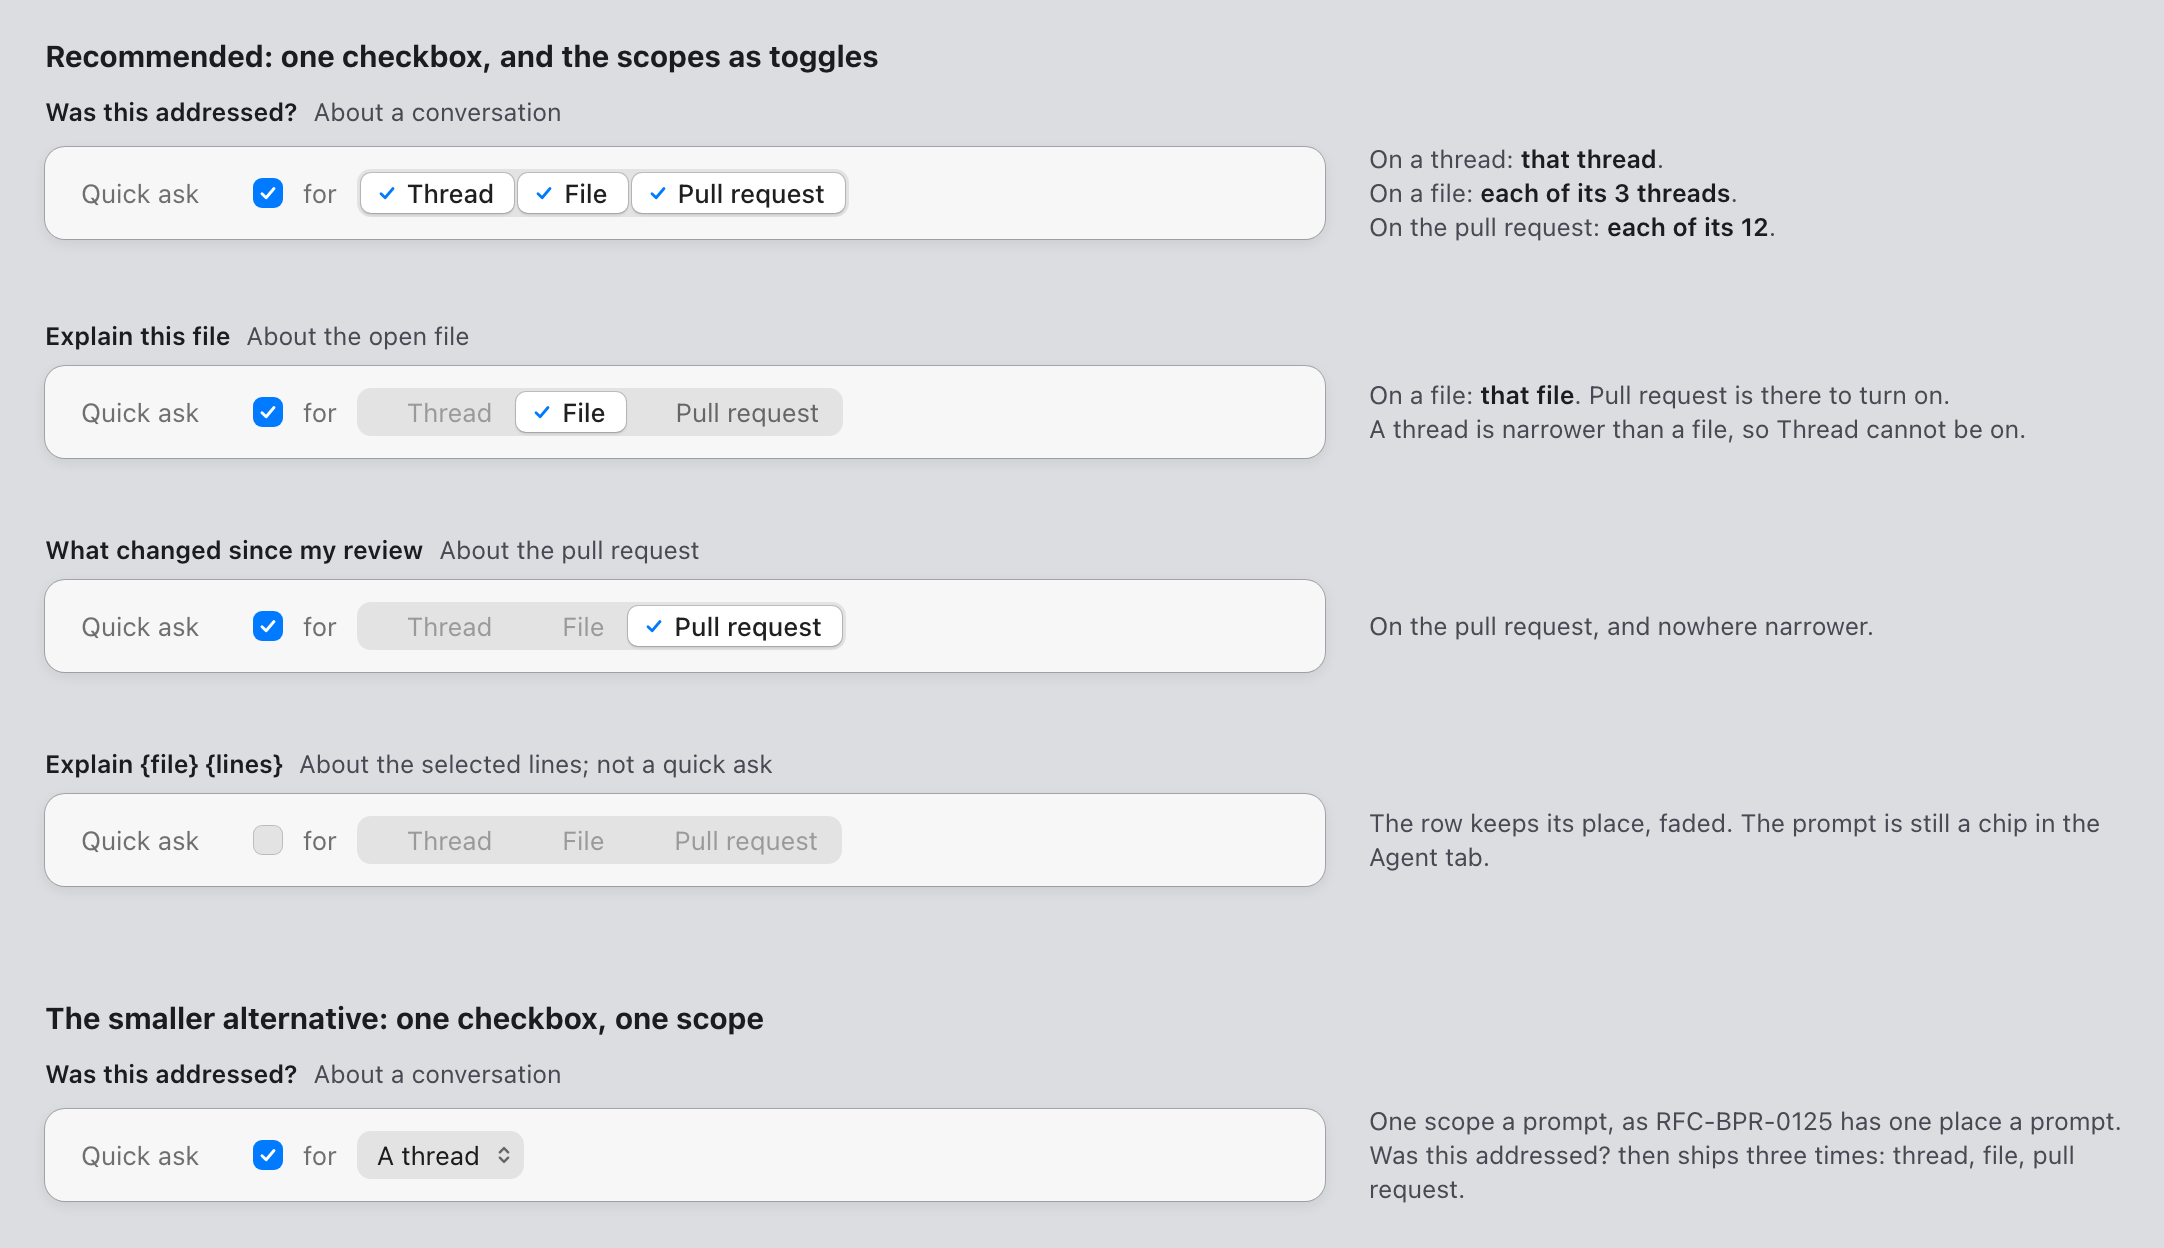 Recommended: one checkbox, and the scopes as toggles
Was this addressed? About a conversation
Quick ask for Thread File Pull request
On a thread: that thread.
On a file: each of its 3 threads.
On the pull request: each of its 12.
Explain this file About the open file
Quick ask for Thread File Pull request
On a file: that file. Pull request is there to turn on.
A thread is narrower than a file, so Thread cannot be on.
What changed since my review About the pull request
Quick ask for Thread File Pull request
On the pull request, and nowhere narrower.
Explain {file} {lines} About the selected lines; not a quick ask
Quick ask for Thread File Pull request
The row keeps its place, faded. The prompt is still a chip in the
Agent tab.
The smaller alternative: one checkbox, one scope
Was this addressed? About a conversation
Quick ask for A thread
One scope a prompt, as RFC-BPR-0125 has one place a prompt.
Was this addressed? then ships three times: thread, file, pull
request.